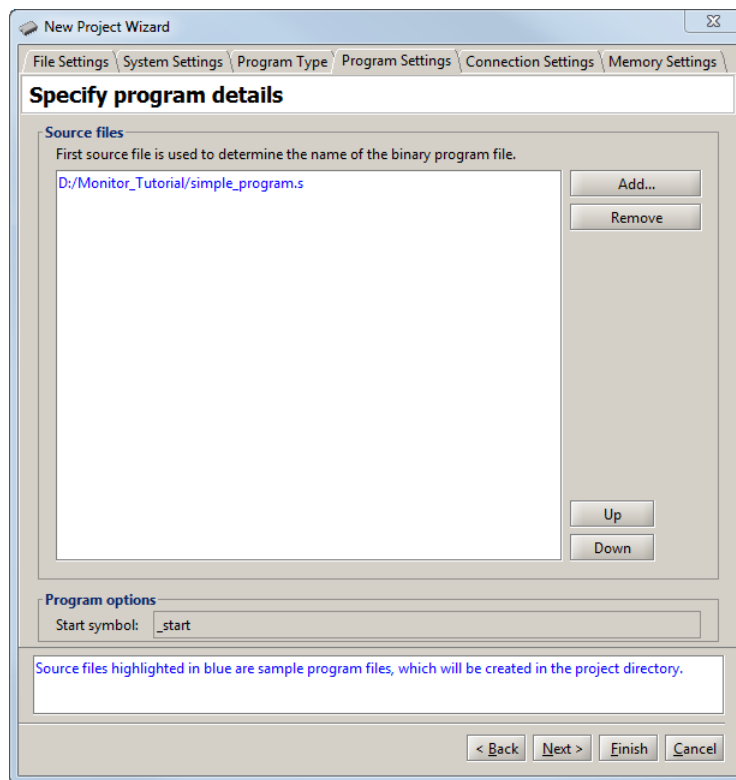 New Project Wizard
File Settings System Settings Program Type Program Settings Connection Settings Memory Settings
Specify program details
Source files
First source file is used to determine the name of the binary program file.
D:/Monitor_Tutorial/simple_program.s
Add...
Remove
Up
Down
Program options
Start symbol: _start
Source files highlighted in blue are sample program files, which will be created in the project directory.
< Back Next > Finish Cancel